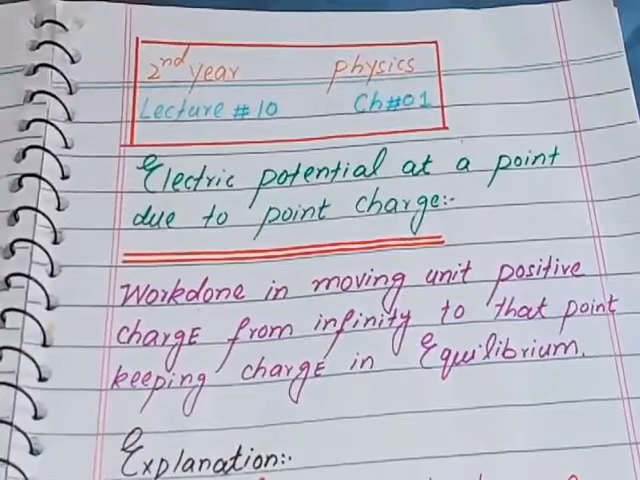 2nd year Physics
Lecture # 10 Ch#01
Electric potential at a point
due to point charge:-
Workdone in moving unit positive
chargE from infinity to that point
keeping chargE in Equilibrium.
Explanation:-